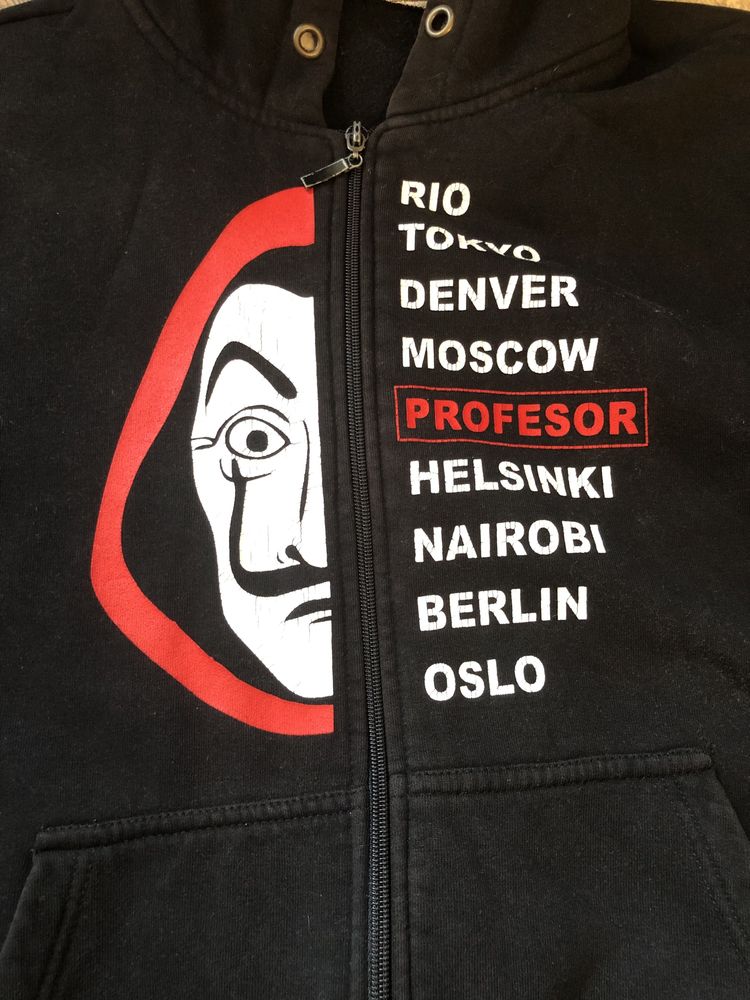 RIO
TOKYO
DENVER
MOSCOW
PROFESOR
HELSINKI
NAIROBI
BERLIN
OSLO